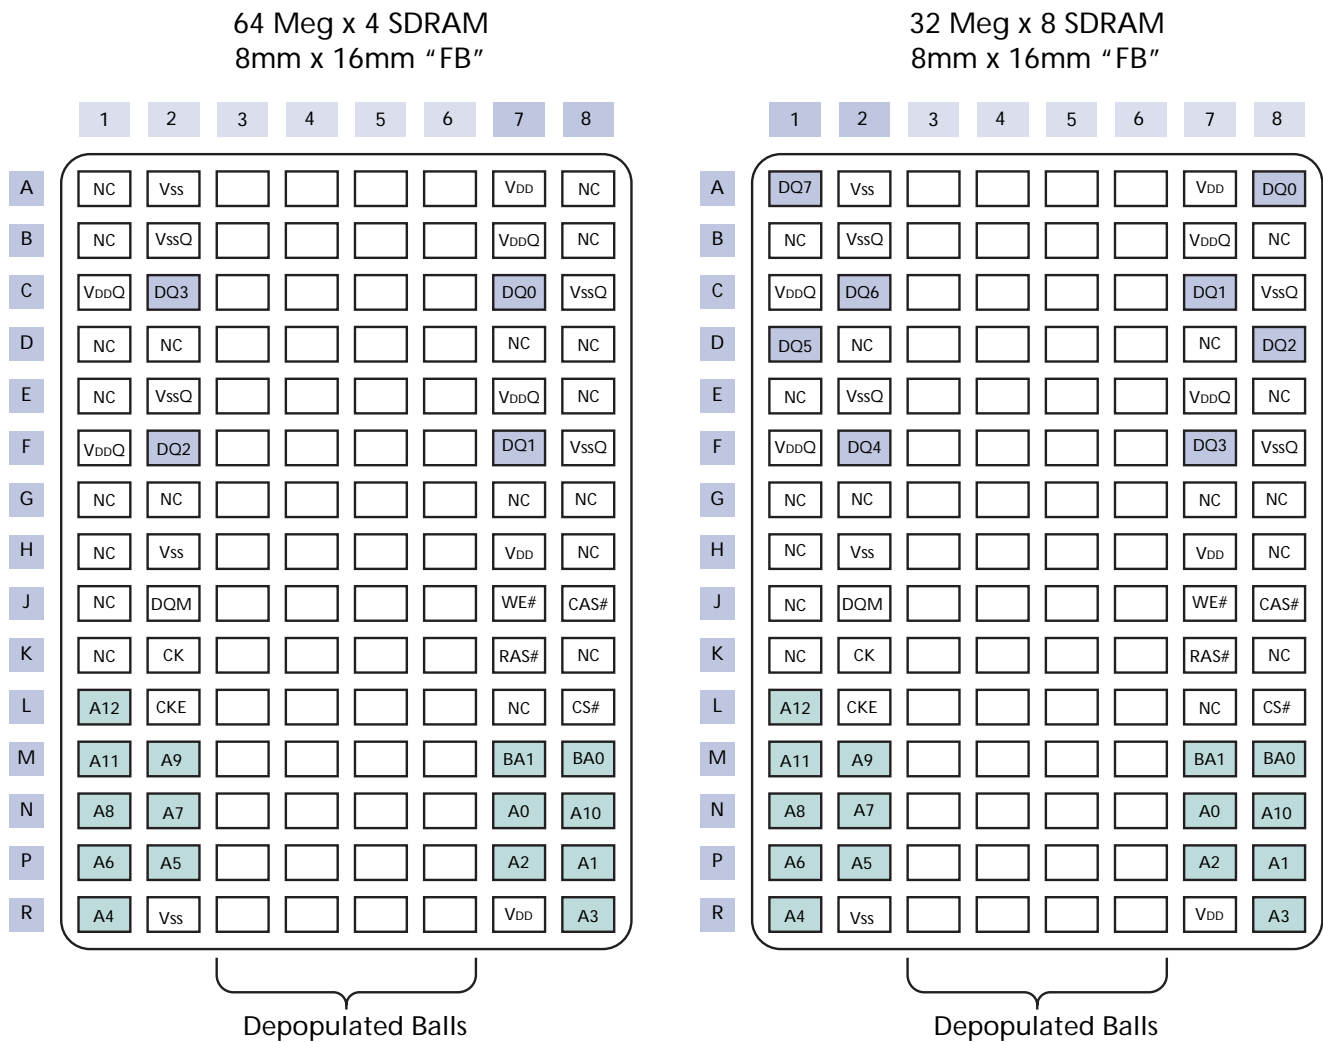 64 Meg x 4 SDRAM
8mm x 16mm “FB”
1 2 3 4 5 6 7 8
A NC Vss VDD NC
B NC VssQ VDDQ NC
C VDDQ DQ3 DQ0 VssQ
D NC NC NC NC
E NC VssQ VDDQ NC
F VDDQ DQ2 DQ1 VssQ
G NC NC NC NC
H NC Vss VDD NC
J NC DQM WE# CAS#
K NC CK RAS# NC
L A12 CKE NC CS#
M A11 A9 BA1 BA0
N A8 A7 A0 A10
P A6 A5 A2 A1
R A4 Vss VDD A3
Depopulated Balls
32 Meg x 8 SDRAM
8mm x 16mm “FB”
1 2 3 4 5 6 7 8
A DQ7 Vss VDD DQ0
B NC VssQ VDDQ NC
C VDDQ DQ6 DQ1 VssQ
D DQ5 NC NC DQ2
E NC VssQ VDDQ NC
F VDDQ DQ4 DQ3 VssQ
G NC NC NC NC
H NC Vss VDD NC
J NC DQM WE# CAS#
K NC CK RAS# NC
L A12 CKE NC CS#
M A11 A9 BA1 BA0
N A8 A7 A0 A10
P A6 A5 A2 A1
R A4 Vss VDD A3
Depopulated Balls